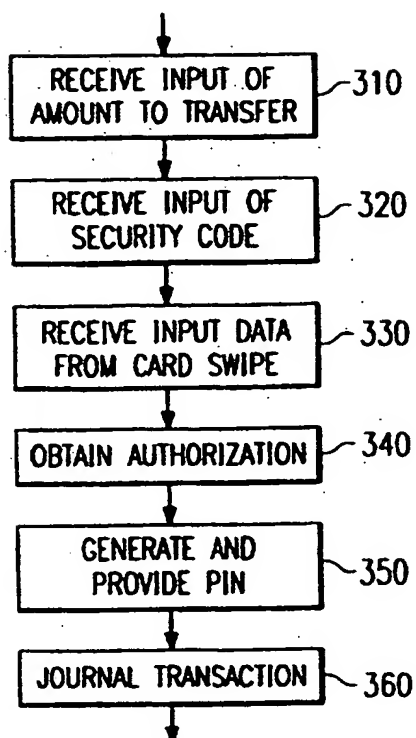 RECEIVE INPUT OF
AMOUNT TO TRANSFER
310
RECEIVE INPUT OF
SECURITY CODE
320
RECEIVE INPUT DATA
FROM CARD SWIPE
330
OBTAIN AUTHORIZATION
340
GENERATE AND
PROVIDE PIN
350
JOURNAL TRANSACTION
360